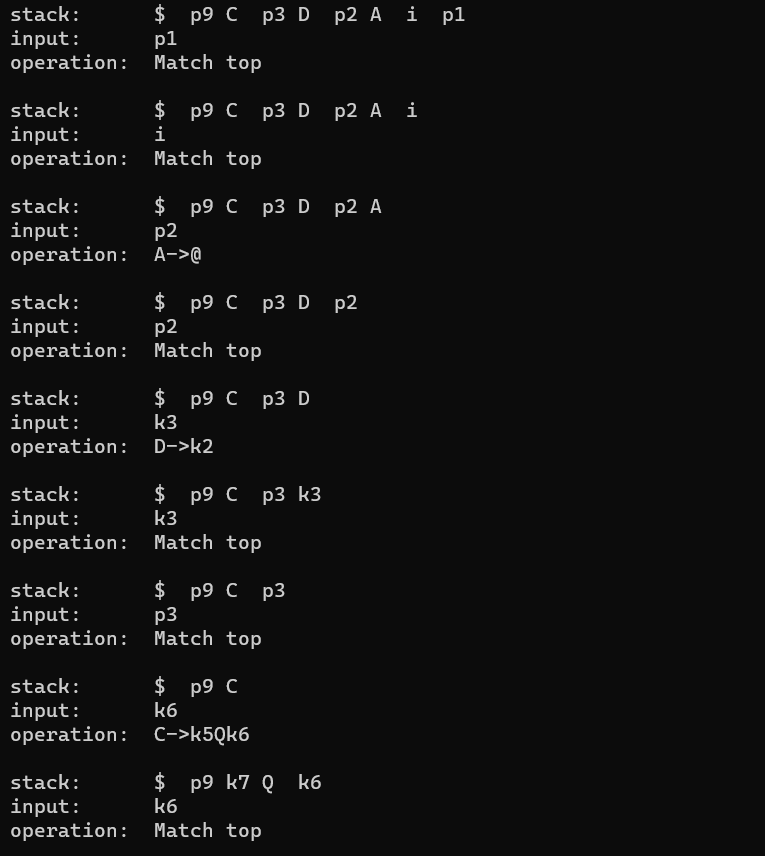 stack:      $  p9 C  p3 D  p2 A  i  p1
input:      p1
operation:  Match top
stack:      $  p9 C  p3 D  p2 A  i
input:      i
operation:  Match top
stack:      $  p9 C  p3 D  p2 A
input:      p2
operation:  A->@
stack:      $  p9 C  p3 D  p2
input:      p2
operation:  Match top
stack:      $  p9 C  p3 D
input:      k3
operation:  D->k2
stack:      $  p9 C  p3 k3
input:      k3
operation:  Match top
stack:      $  p9 C  p3
input:      p3
operation:  Match top
stack:      $  p9 C
input:      k6
operation:  C->k5Qk6
stack:      $  p9 k7 Q  k6
input:      k6
operation:  Match top